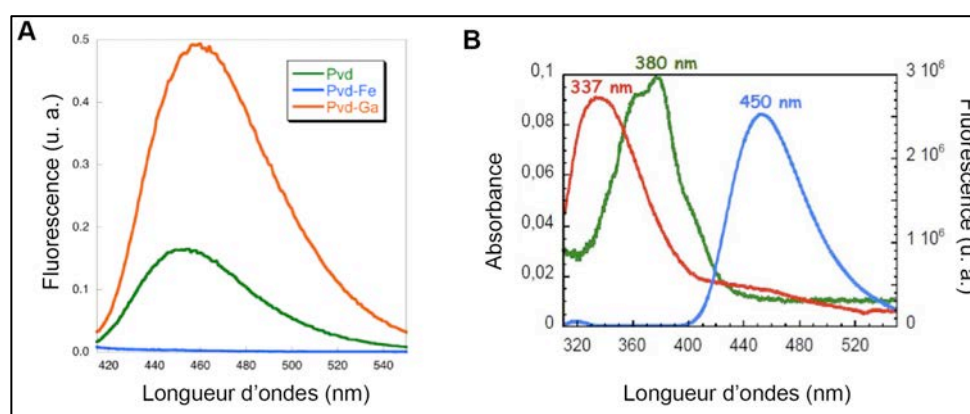 A
Fluorescence (u. a.)
0.5
0.4
0.3
0.2
0.1
0.0
Pvd
Pvd-Fe
Pvd-Ga
420 440 460 480 500 520 540
Longueur d'ondes (nm)
B
Absorbance
0,1
0,08
0,06
0,04
0,02
0
337 nm
380 nm
450 nm
3 10⁶
2 10⁶
1 10⁶
0
Fluorescence (u. a.)
320 360 400 440 480 520
Longueur d'ondes (nm)